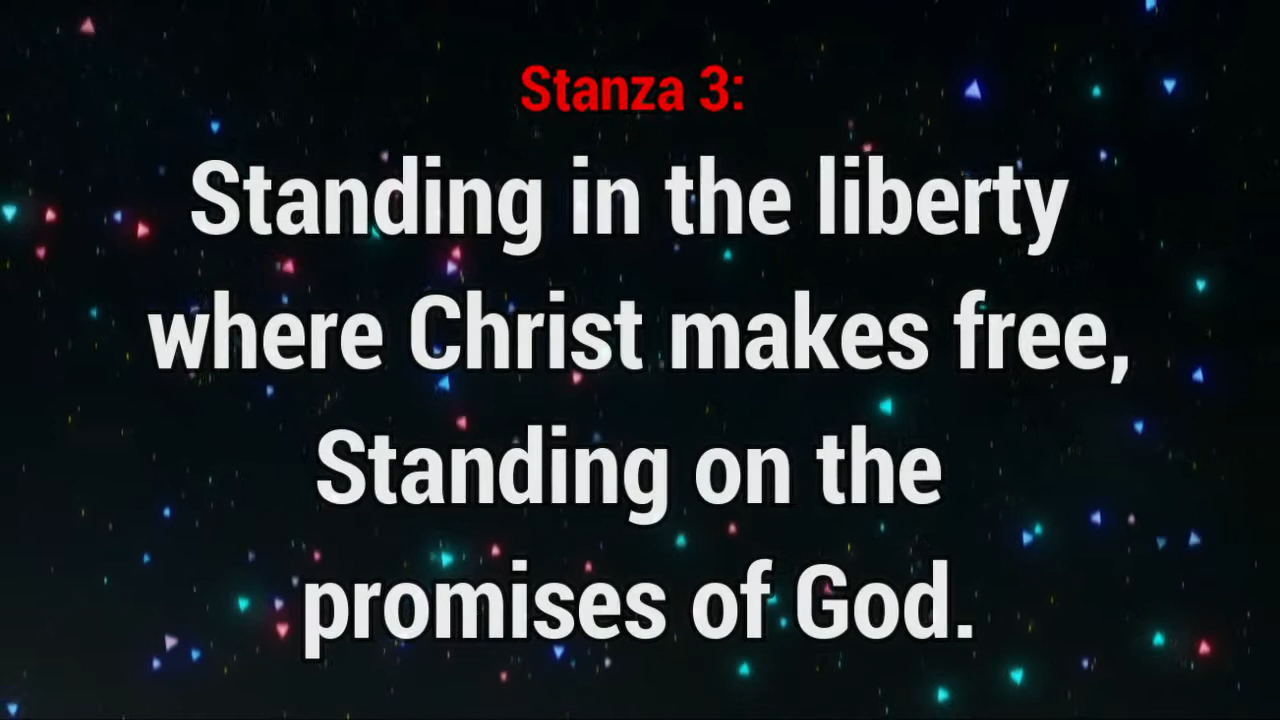 Stanza 3:
Standing in the liberty
where Christ makes free,
Standing on the
promises of God.